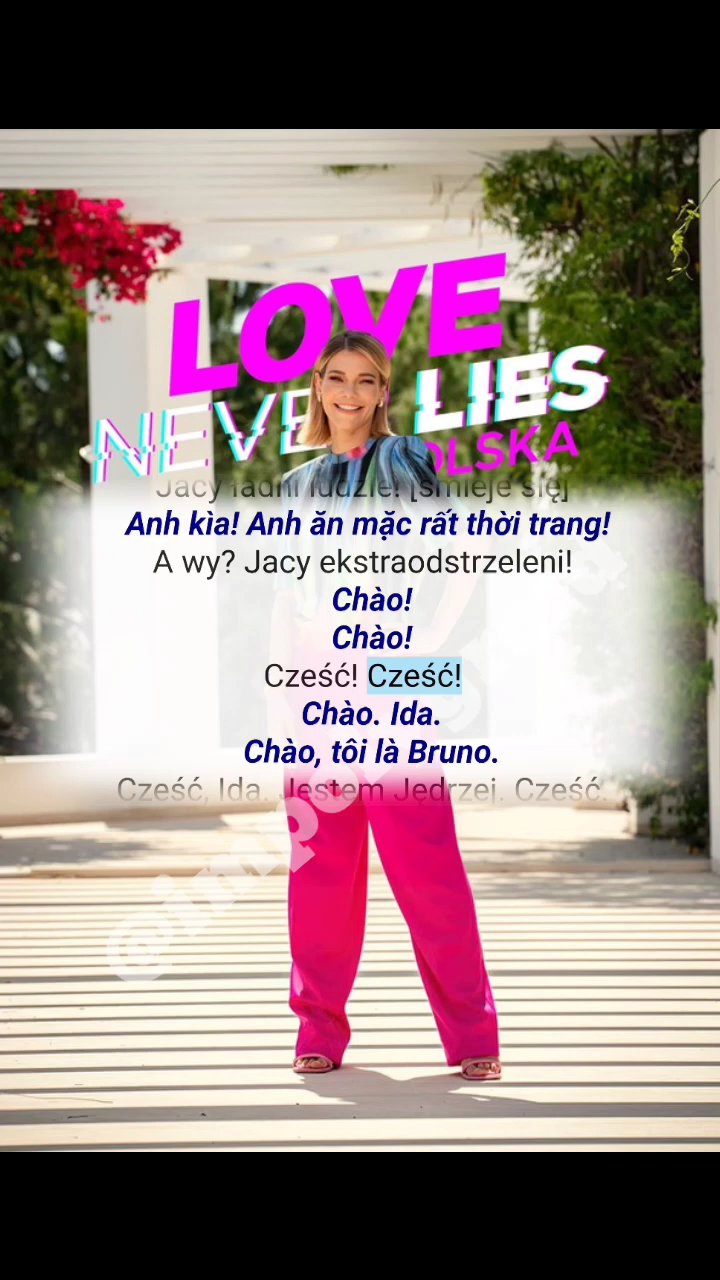 LOVE
NEVER LIES
POLSKA
Jacy ładni ludzie! [śmieje się]
Anh kìa! Anh ăn mặc rất thời trang!
A wy? Jacy ekstraodstrzeleni!
Chào!
Chào!
Cześć! Cześć!
Chào. Ida.
Chào, tôi là Bruno.
Cześć, Ida. Jestem Jędrzej. Cześć.